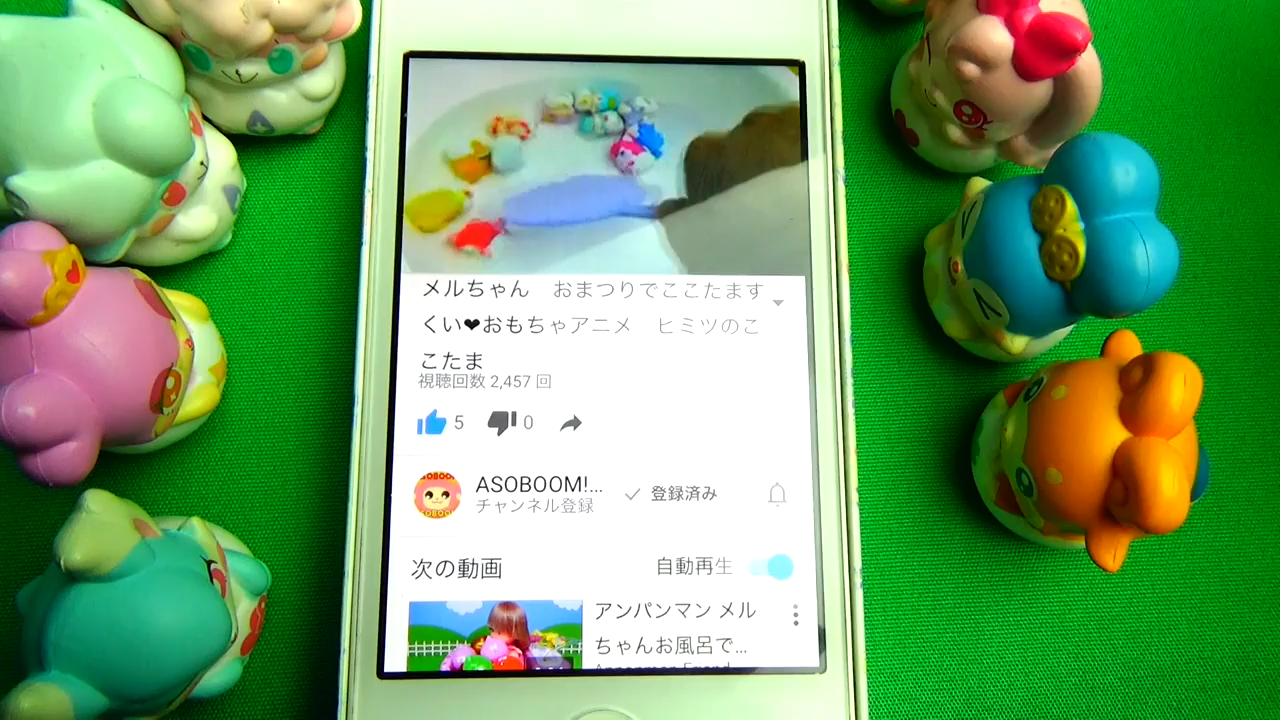 メルちゃん　おまつりでここたます
くい❤おもちゃアニメ　ヒミツのこ
こたま
視聴回数 2,457 回
5 0
ASOBOOM!...
登録済み
チャンネル登録
次の動画
自動再生
アンパンマン メル
ちゃんお風呂で...